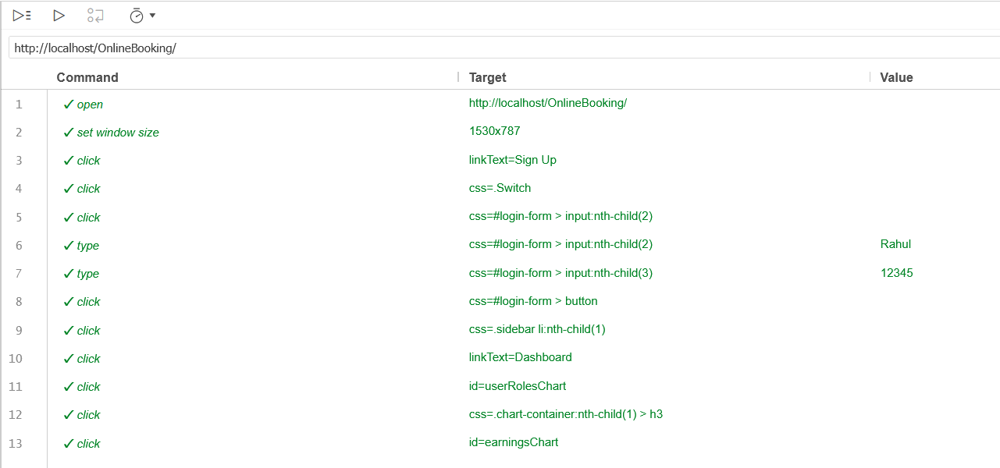 http://localhost/OnlineBooking/
Command Target Value
1 ✓ open http://localhost/OnlineBooking/
2 ✓ set window size 1530x787
3 ✓ click linkText=Sign Up
4 ✓ click css=.Switch
5 ✓ click css=#login-form > input:nth-child(2)
6 ✓ type css=#login-form > input:nth-child(2) Rahul
7 ✓ type css=#login-form > input:nth-child(3) 12345
8 ✓ click css=#login-form > button
9 ✓ click css=.sidebar li:nth-child(1)
10 ✓ click linkText=Dashboard
11 ✓ click id=userRolesChart
12 ✓ click css=.chart-container:nth-child(1) > h3
13 ✓ click id=earningsChart